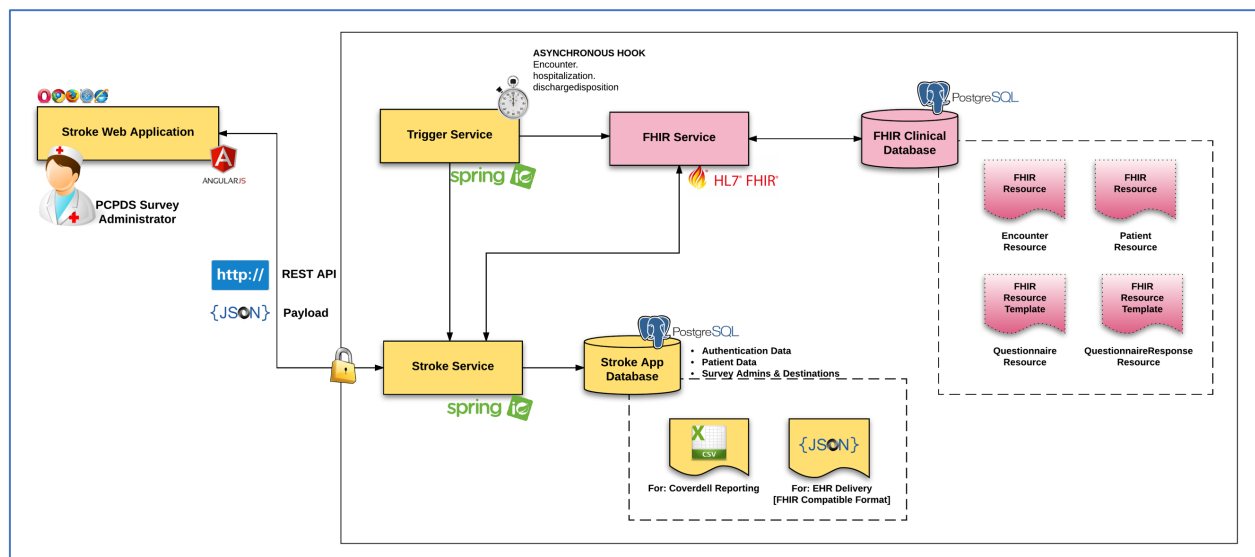 ASYNCHRONOUS HOOK
Encounter.
hospitalization.
dischargedisposition
Stroke Web Application
ANGULARJS
PCPDS Survey
Administrator
Trigger Service
spring io
FHIR Service
HL7® FHIR®
PostgreSQL
FHIR Clinical
Database
FHIR
Resource
Encounter
Resource
FHIR
Resource
Patient
Resource
FHIR
Resource
Template
Questionnaire
Resource
FHIR
Resource
Template
QuestionnaireResponse
Resource
http://
REST API
{JSON}
Payload
Stroke Service
spring io
PostgreSQL
Stroke App
Database
• Authentication Data
• Patient Data
• Survey Admins & Destinations
X
CSV
For: Coverdell Reporting
{JSON}
For: EHR Delivery
[FHIR Compatible Format]